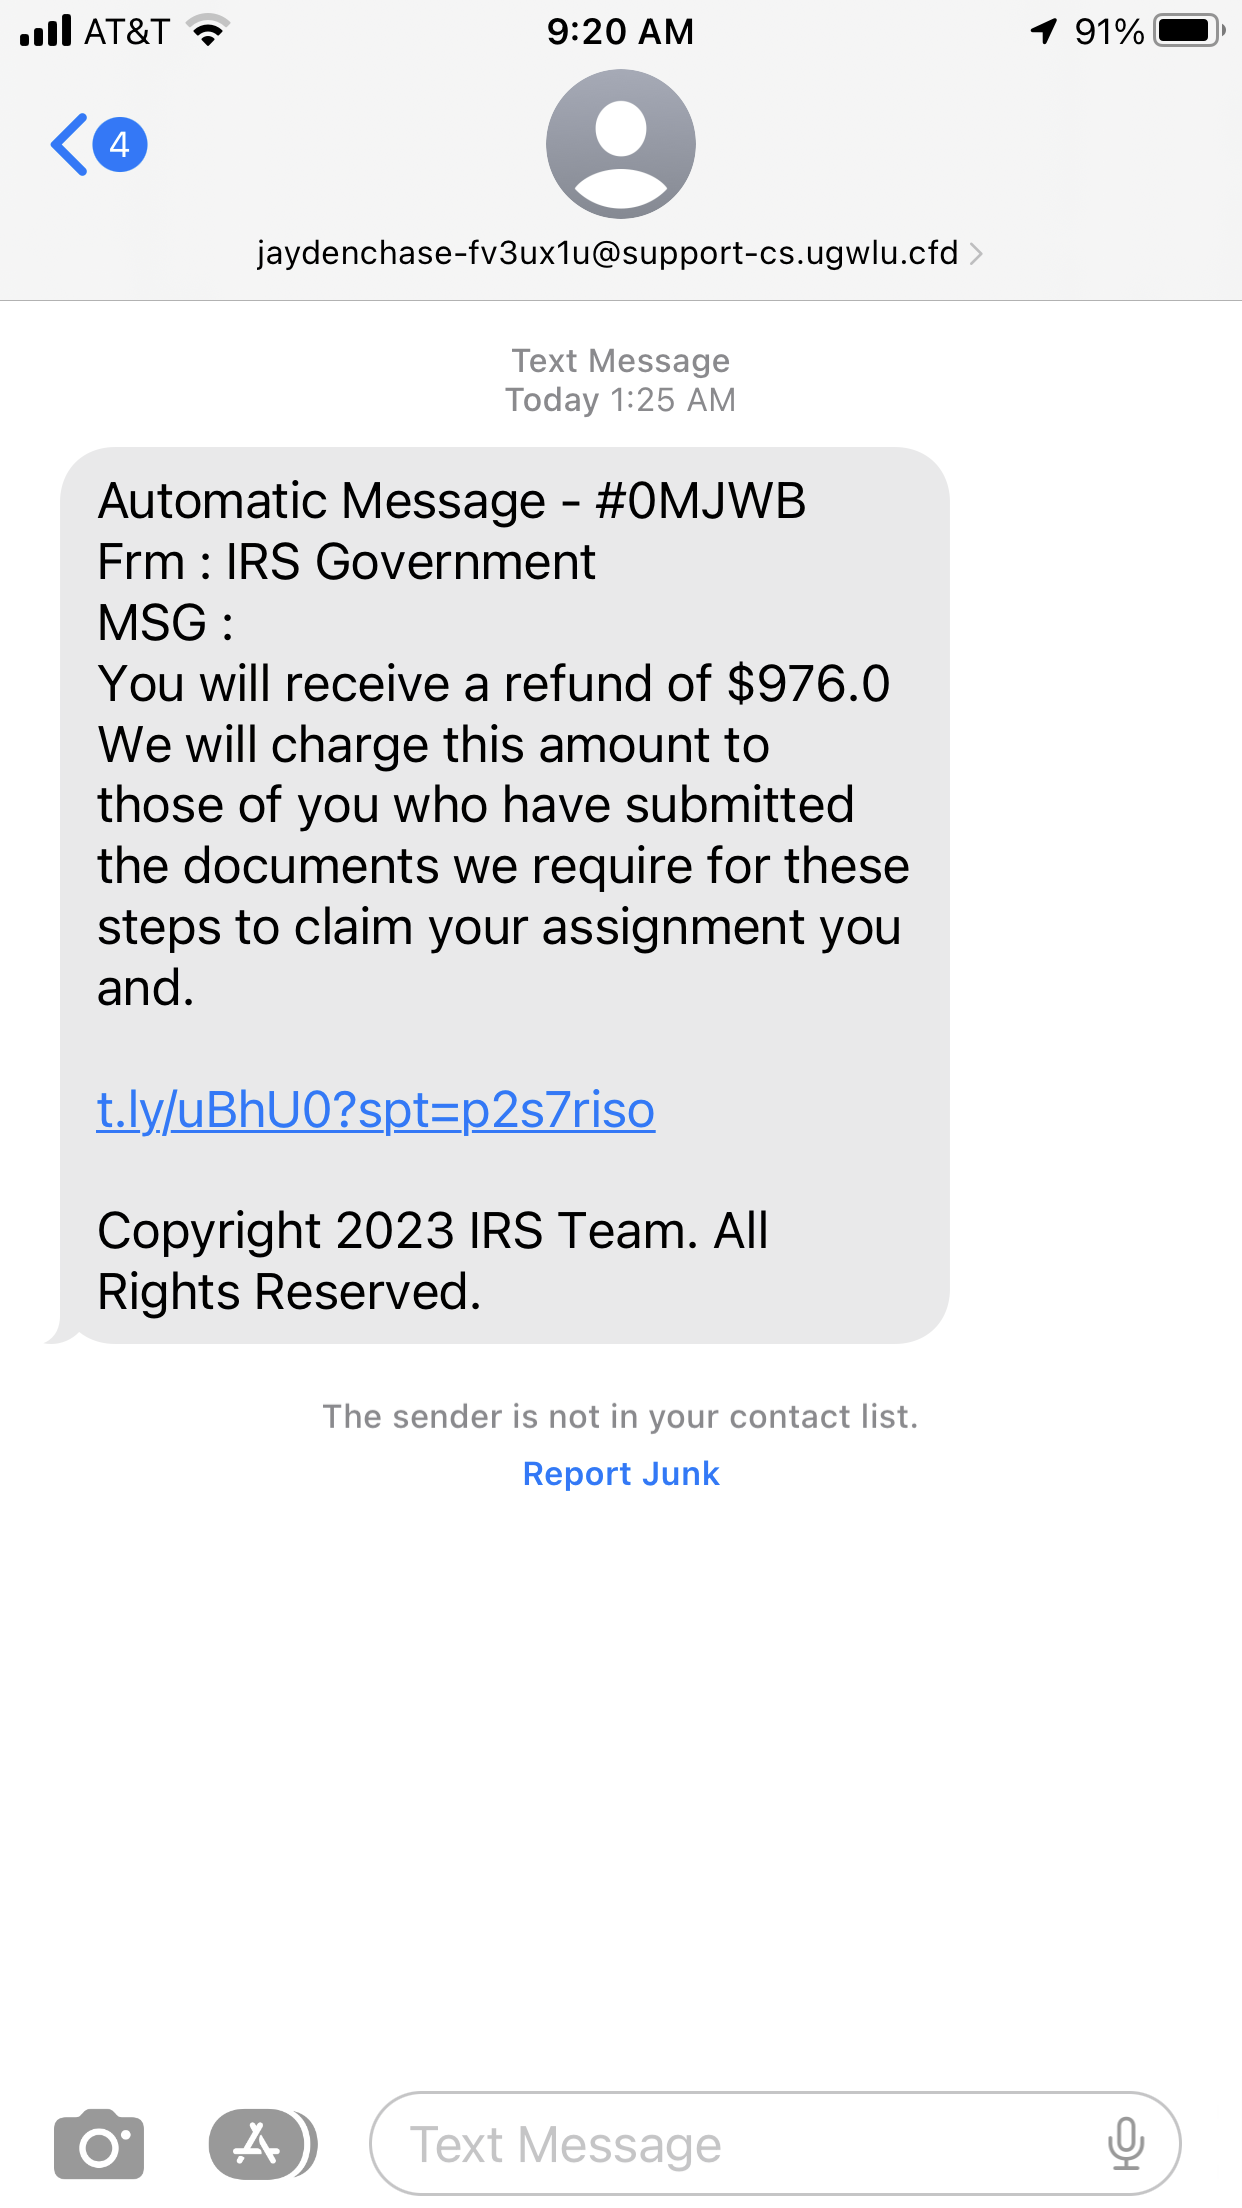 AT&T 9:20 AM 91%
4
jaydenchase-fv3ux1u@support-cs.ugwlu.cfd
Text Message
Today 1:25 AM
Automatic Message - #0MJWB
Frm : IRS Government
MSG :
You will receive a refund of $976.0
We will charge this amount to
those of you who have submitted
the documents we require for these
steps to claim your assignment you
and.
t.ly/uBhU0?spt=p2s7riso
Copyright 2023 IRS Team. All
Rights Reserved.
The sender is not in your contact list.
Report Junk
Text Message